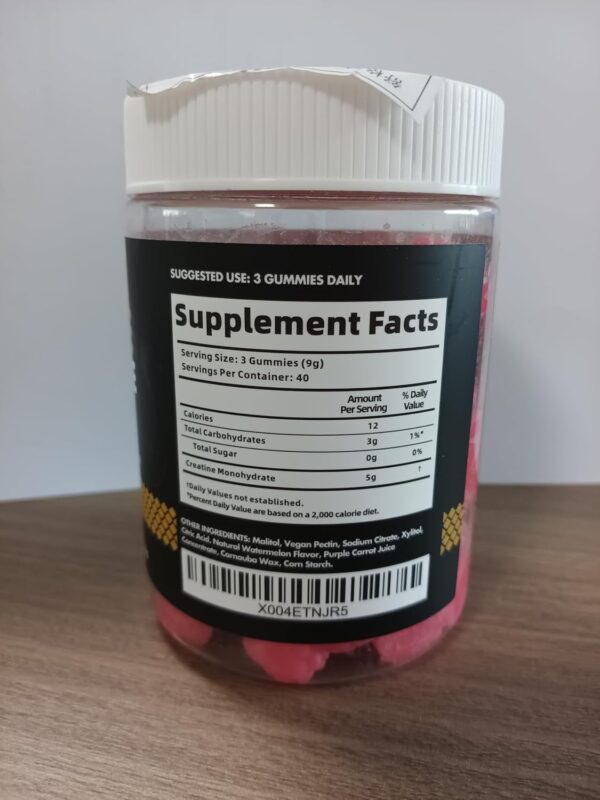 SUGGESTED USE: 3 GUMMIES DAILY
Supplement Facts
Serving Size: 3 Gummies (9g)
Servings Per Container: 40
Amount Per Serving % Daily Value
Calories 12
Total Carbohydrates 3g 1%*
Total Sugar 0g 0%
Creatine Monohydrate 5g †
†Daily Values not established.
*Percent Daily Value are based on a 2,000 calorie diet.
OTHER INGREDIENTS: Malitol, Vegan Pectin, Sodium Citrate, Xylitol,
Citric Acid, Natural Watermelon Flavor, Purple Carrot Juice
Concentrate, Carnauba Wax, Corn Starch.
X004ETNJR5